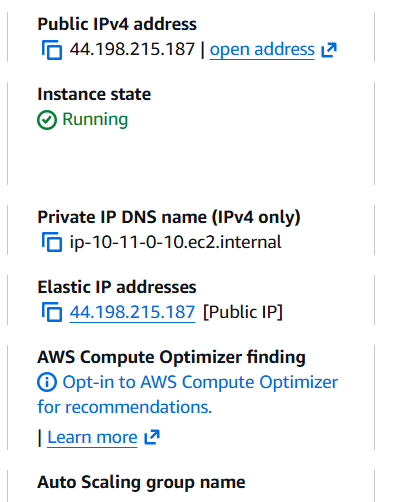 Public IPv4 address
44.198.215.187 | open address
Instance state
Running
Private IP DNS name (IPv4 only)
ip-10-11-0-10.ec2.internal
Elastic IP addresses
44.198.215.187 [Public IP]
AWS Compute Optimizer finding
Opt-in to AWS Compute Optimizer
for recommendations.
| Learn more
Auto Scaling group name